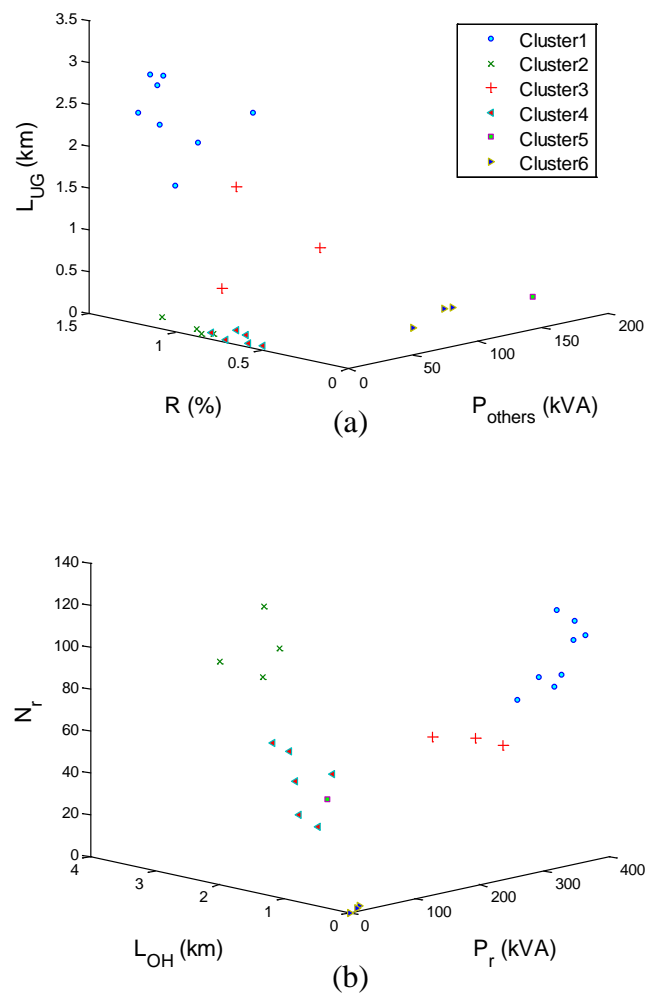 3.5
3
2.5
2
1.5
1
0.5
0
L_UG (km)
Cluster1
Cluster2
Cluster3
Cluster4
Cluster5
Cluster6
1.5
1
0.5
0
R (%)
0
50
100
150
200
P_others (kVA)
(a)
140
120
100
80
60
40
20
0
N_r
4
3
2
1
0
L_OH (km)
0
100
200
300
400
P_r (kVA)
(b)